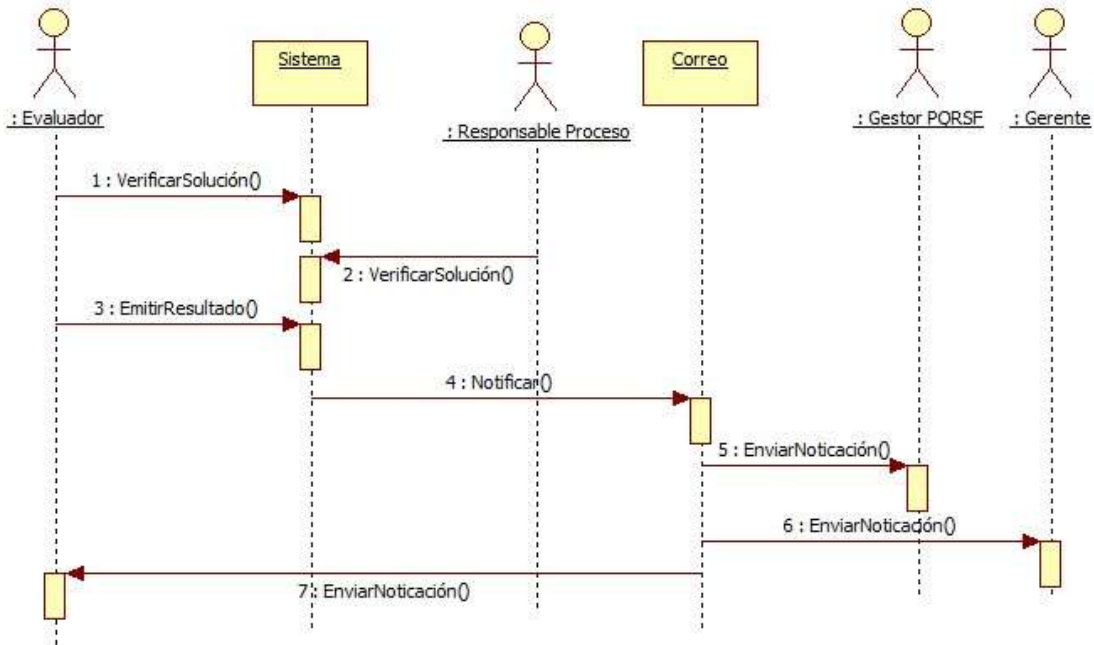 Sistema
Correo
: Evaluador
: Responsable Proceso
: Gestor PQRSF
: Gerente
1 : VerificarSolución()
2 : VerificarSolución()
3 : EmitirResultado()
4 : Notificar()
5 : EnviarNoticación()
6 : EnviarNoticación()
7 : EnviarNoticación()